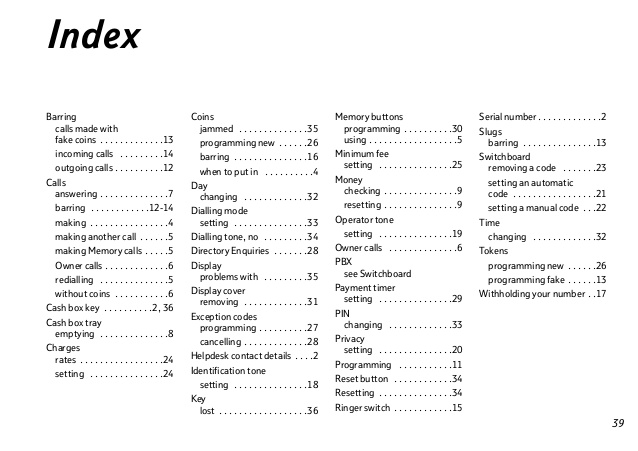 Index
Barring
calls made with
fake coins . . . . . . . . . . . . .13
incoming calls . . . . . . . . .14
outgoing calls . . . . . . . . . .12
Calls
answering . . . . . . . . . . . . . .7
barring . . . . . . . . . . . .12-14
making . . . . . . . . . . . . . . . .4
making another call . . . . . .5
making Memory calls . . . . .5
Owner calls . . . . . . . . . . . . .6
redialling . . . . . . . . . . . . . .5
without coins . . . . . . . . . . .6
Cash box key . . . . . . . . . .2, 36
Cash box tray
emptying . . . . . . . . . . . . . .8
Charges
rates . . . . . . . . . . . . . . . . .24
setting . . . . . . . . . . . . . . .24
Coins
jammed . . . . . . . . . . . . . .35
programming new . . . . . .26
barring . . . . . . . . . . . . . . .16
when to put in . . . . . . . . . .4
Day
changing . . . . . . . . . . . . .32
Dialling mode
setting . . . . . . . . . . . . . . .33
Dialling tone, no . . . . . . . . .34
Directory Enquiries . . . . . . .28
Display
problems with . . . . . . . . .35
Display cover
removing . . . . . . . . . . . . .31
Exception codes
programming . . . . . . . . . .27
cancelling . . . . . . . . . . . . .28
Helpdesk contact details . . . .2
Identification tone
setting . . . . . . . . . . . . . . .18
Key
lost . . . . . . . . . . . . . . . . . .36
Memory buttons
programming . . . . . . . . . .30
using . . . . . . . . . . . . . . . . .5
Minimum fee
setting . . . . . . . . . . . . . . .25
Money
checking . . . . . . . . . . . . . . .9
resetting . . . . . . . . . . . . . . .9
Operator tone
setting . . . . . . . . . . . . . . .19
Owner calls . . . . . . . . . . . . . .6
PBX
see Switchboard
Payment timer
setting . . . . . . . . . . . . . . .29
PIN
changing . . . . . . . . . . . . .33
Privacy
setting . . . . . . . . . . . . . . .20
Programming . . . . . . . . . . .11
Reset button . . . . . . . . . . . .34
Resetting . . . . . . . . . . . . . .34
Ringer switch . . . . . . . . . . . .15
Serial number . . . . . . . . . . . . .2
Slugs
barring . . . . . . . . . . . . . . .13
Switchboard
removing a code . . . . . . .23
setting an automatic
code . . . . . . . . . . . . . . . . .21
setting a manual code . . .22
Time
changing . . . . . . . . . . . . .32
Tokens
programming new . . . . . .26
programming fake . . . . . .13
Withholding your number . .17
39